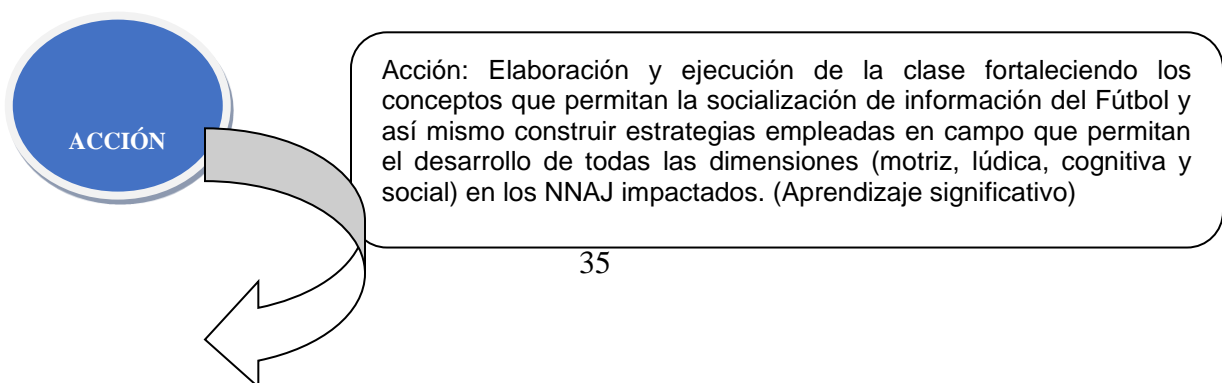 ACCIÓN
Acción: Elaboración y ejecución de la clase fortaleciendo los
conceptos que permitan la socialización de información del Fútbol y
así mismo construir estrategias empleadas en campo que permitan
el desarrollo de todas las dimensiones (motriz, lúdica, cognitiva y
social) en los NNAJ impactados. (Aprendizaje significativo)
35